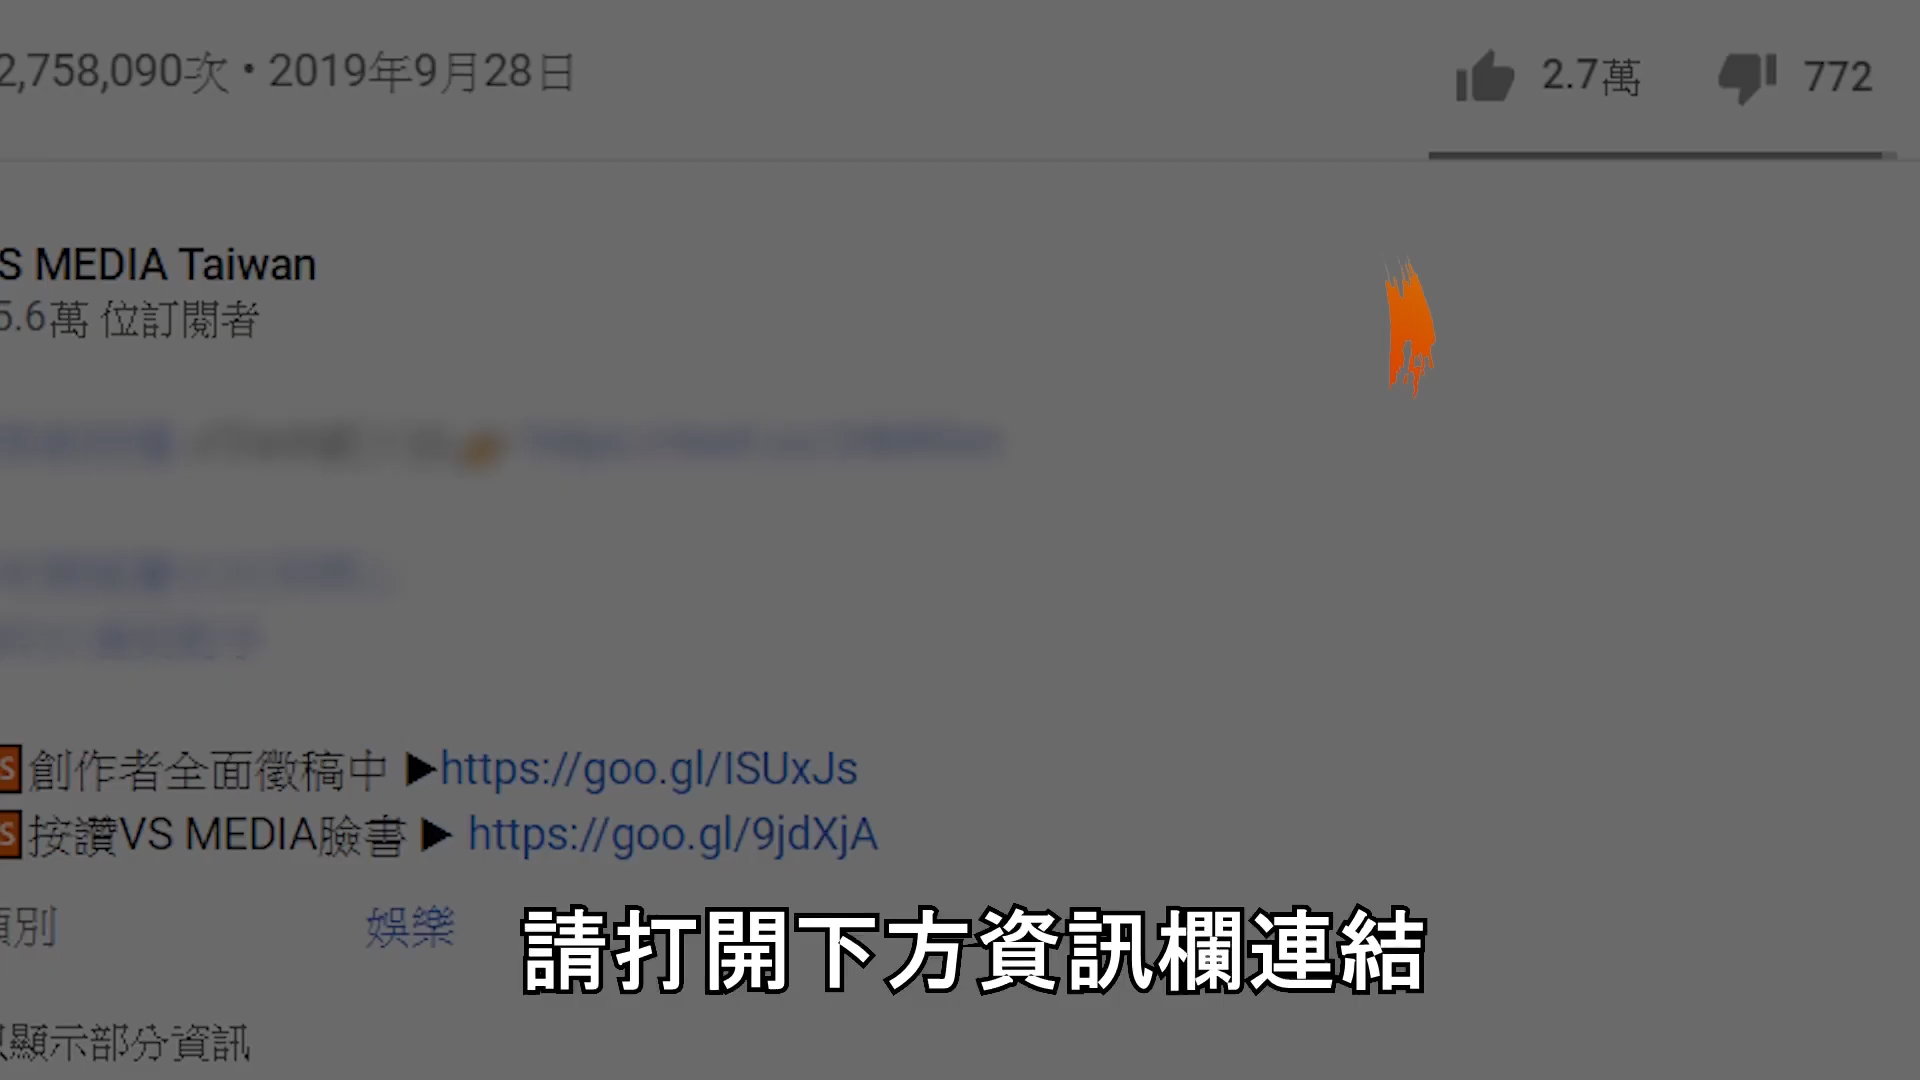 2,758,090次 • 2019年9月28日
2.7萬
772
S MEDIA Taiwan
5.6萬 位訂閱者
創作者全面徵稿中 ▶https://goo.gl/ISUxJs
按讚VS MEDIA臉書 ▶ https://goo.gl/9jdXjA
類別
娛樂
請打開下方資訊欄連結
只顯示部分資訊